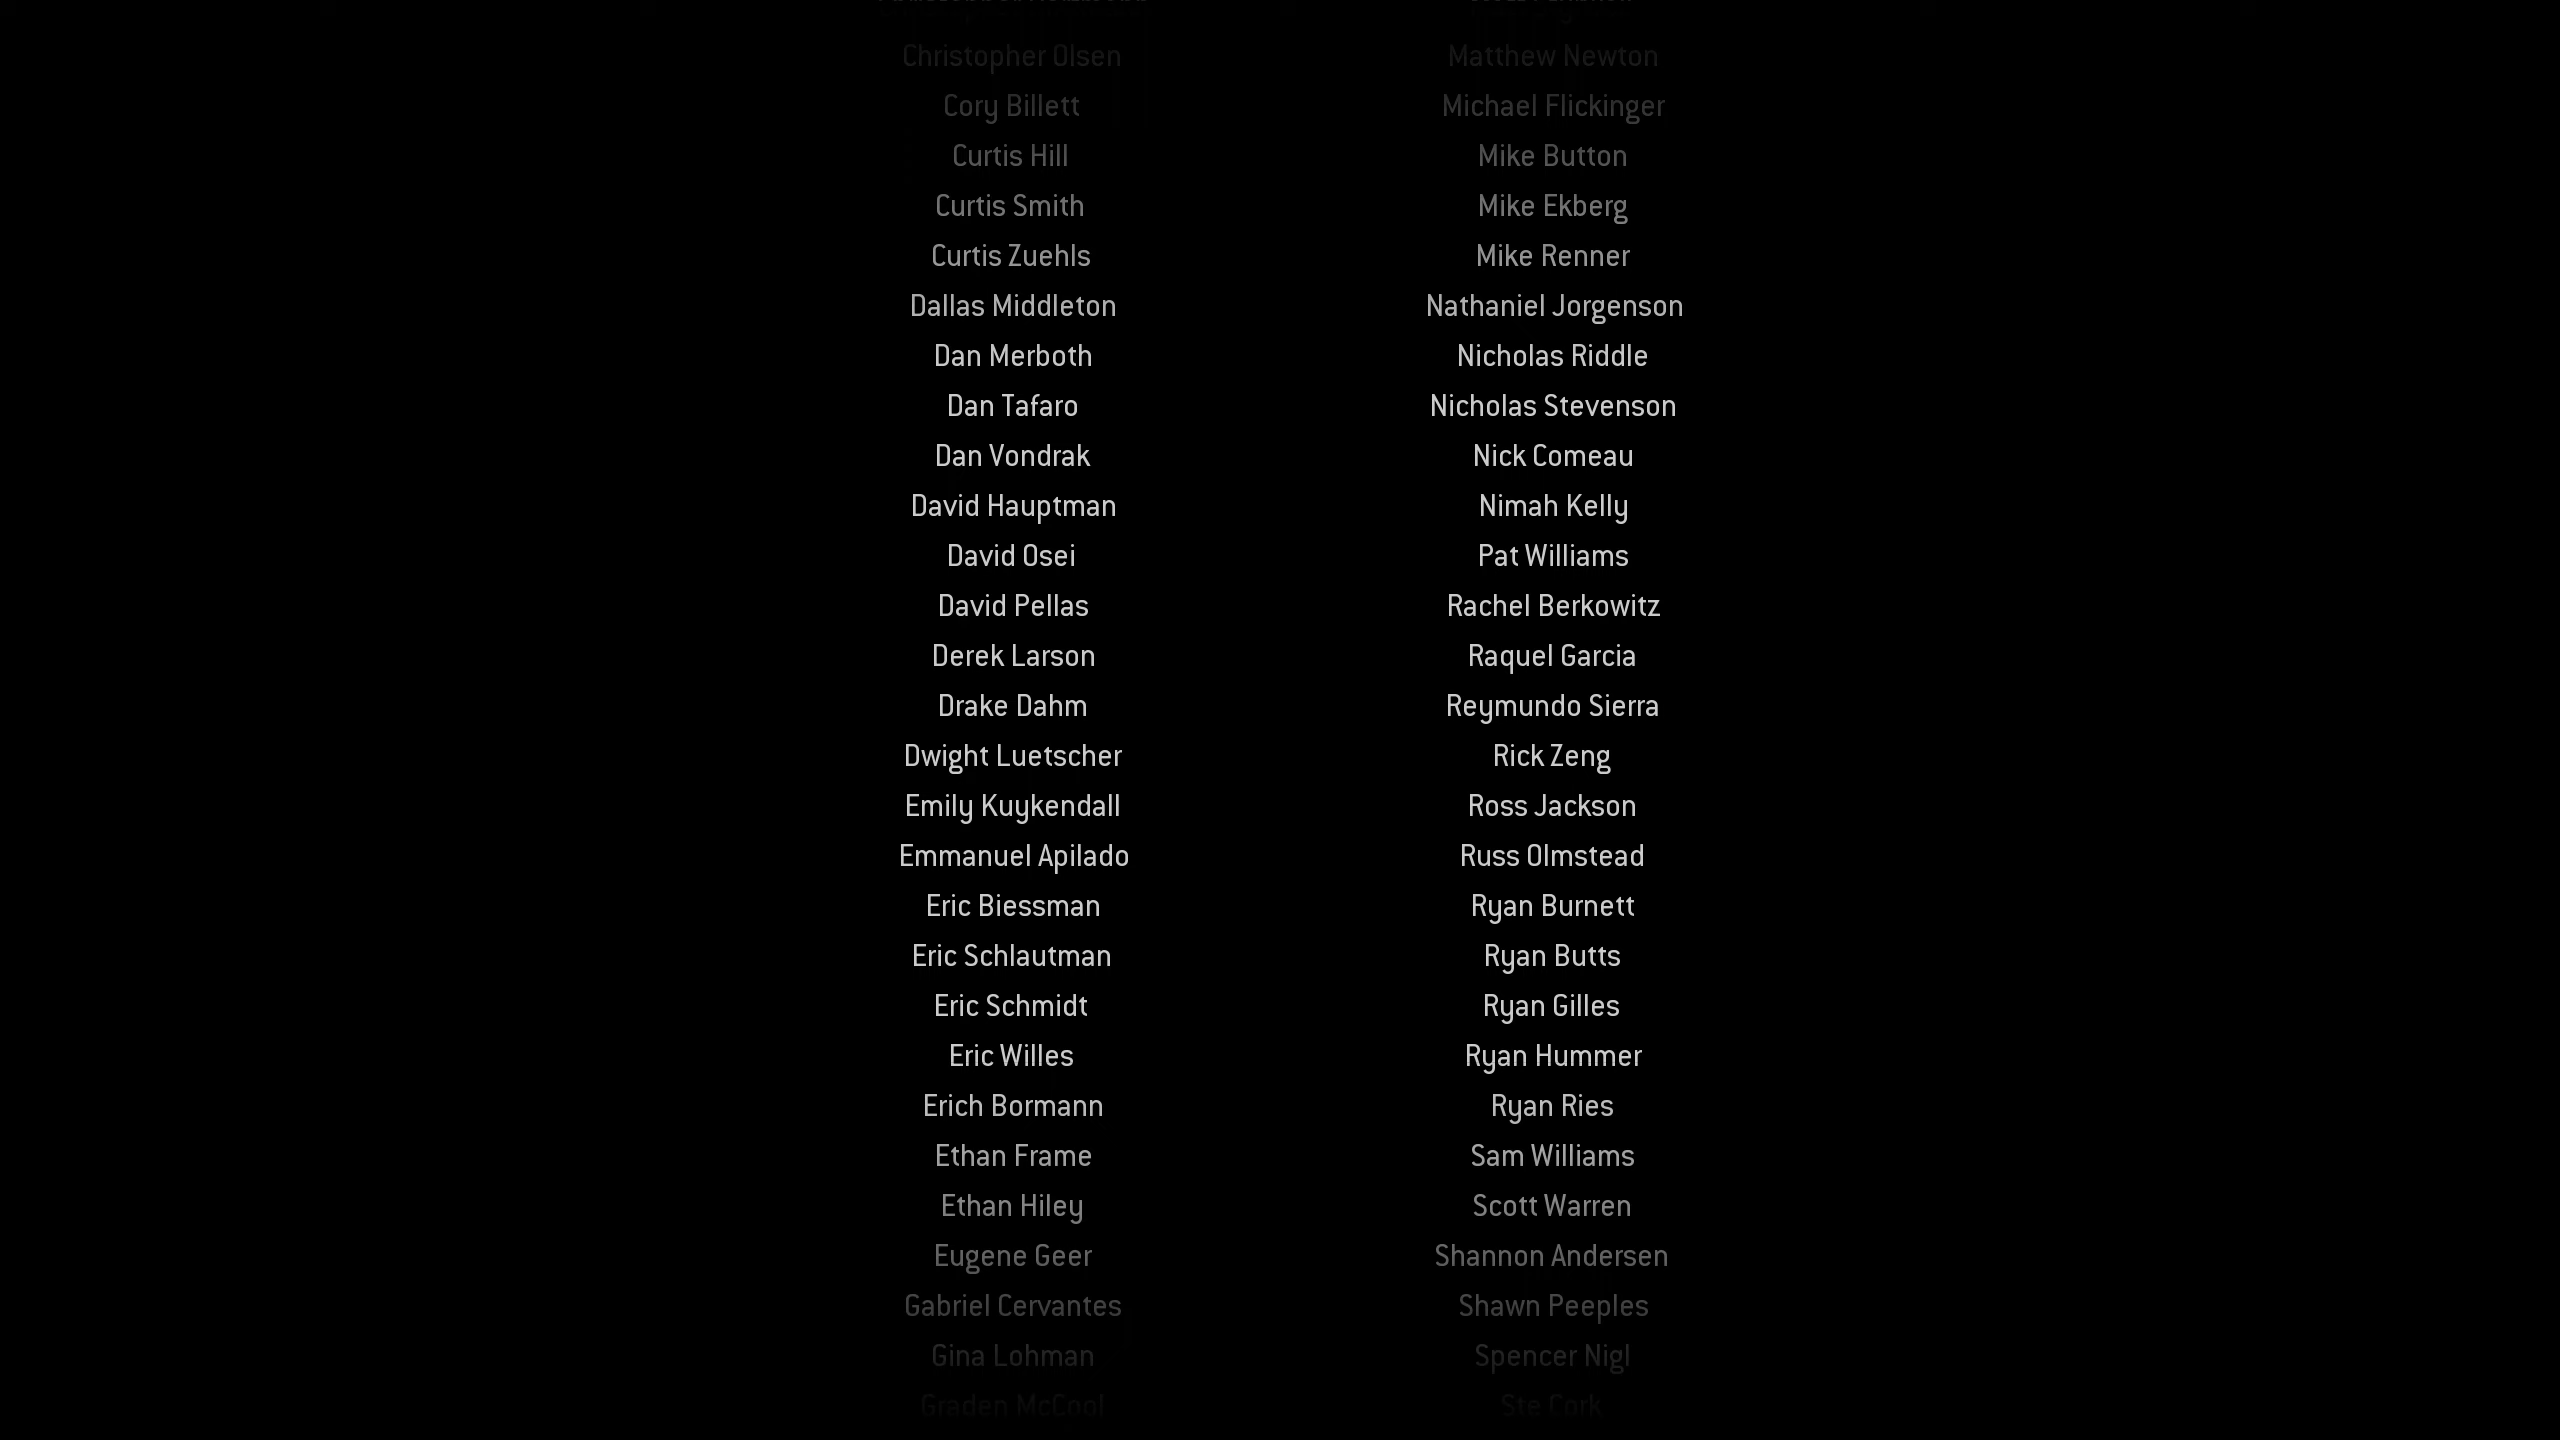 Christopher Olsen
Cory Billett
Curtis Hill
Curtis Smith
Curtis Zuehls
Dallas Middleton
Dan Merboth
Dan Tafaro
Dan Vondrak
David Hauptman
David Osei
David Pellas
Derek Larson
Drake Dahm
Dwight Luetscher
Emily Kuykendall
Emmanuel Apilado
Eric Biessman
Eric Schlautman
Eric Schmidt
Eric Willes
Erich Bormann
Ethan Frame
Ethan Hiley
Eugene Geer
Gabriel Cervantes
Gina Lohman
Graden McCool
Matthew Newton
Michael Flickinger
Mike Button
Mike Ekberg
Mike Renner
Nathaniel Jorgenson
Nicholas Riddle
Nicholas Stevenson
Nick Comeau
Nimah Kelly
Pat Williams
Rachel Berkowitz
Raquel Garcia
Reymundo Sierra
Rick Zeng
Ross Jackson
Russ Olmstead
Ryan Burnett
Ryan Butts
Ryan Gilles
Ryan Hummer
Ryan Ries
Sam Williams
Scott Warren
Shannon Andersen
Shawn Peeples
Spencer Nigl
Ste Cork